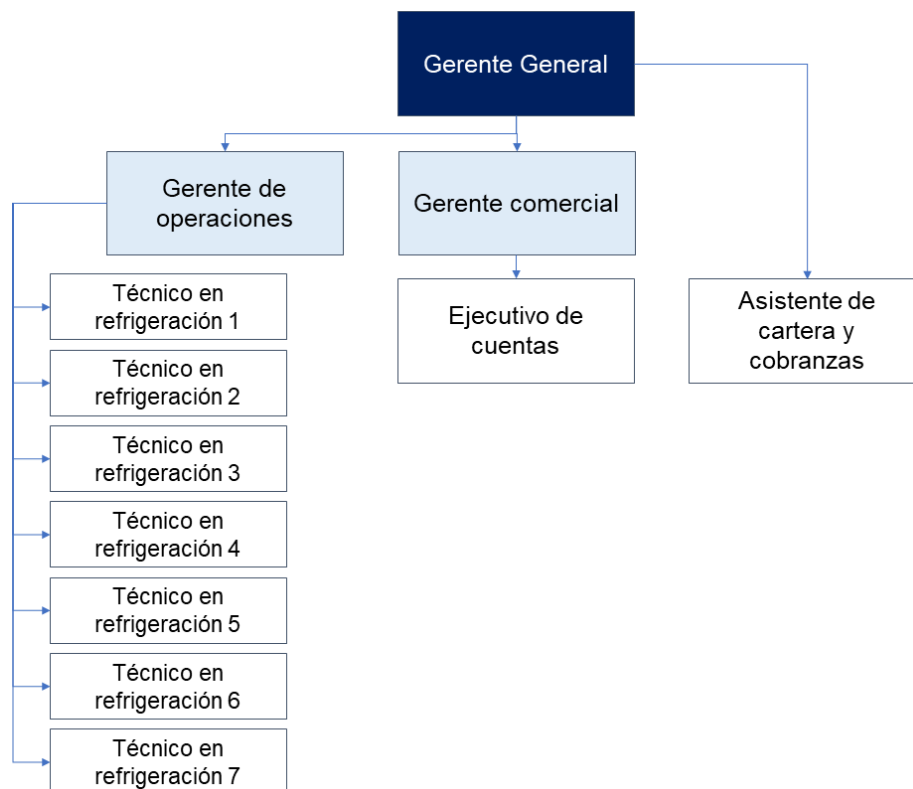 Gerente General
Gerente de
operaciones
Gerente comercial
Técnico en
refrigeración 1
Técnico en
refrigeración 2
Técnico en
refrigeración 3
Técnico en
refrigeración 4
Técnico en
refrigeración 5
Técnico en
refrigeración 6
Técnico en
refrigeración 7
Ejecutivo de
cuentas
Asistente de
cartera y
cobranzas